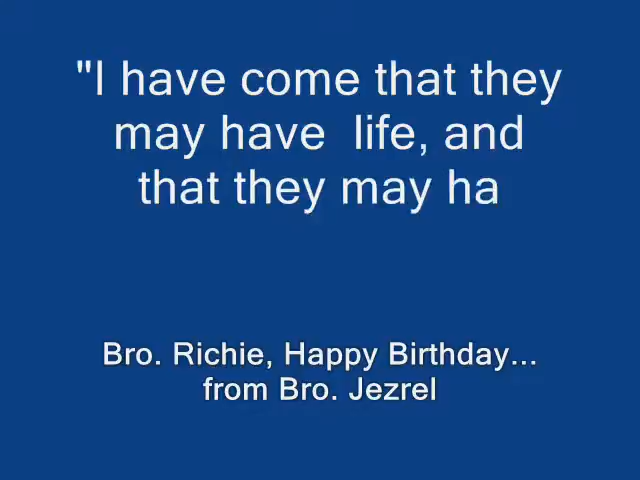 "I have come that they
may have  life, and
that they may ha
Bro. Richie, Happy Birthday...
from Bro. Jezrel